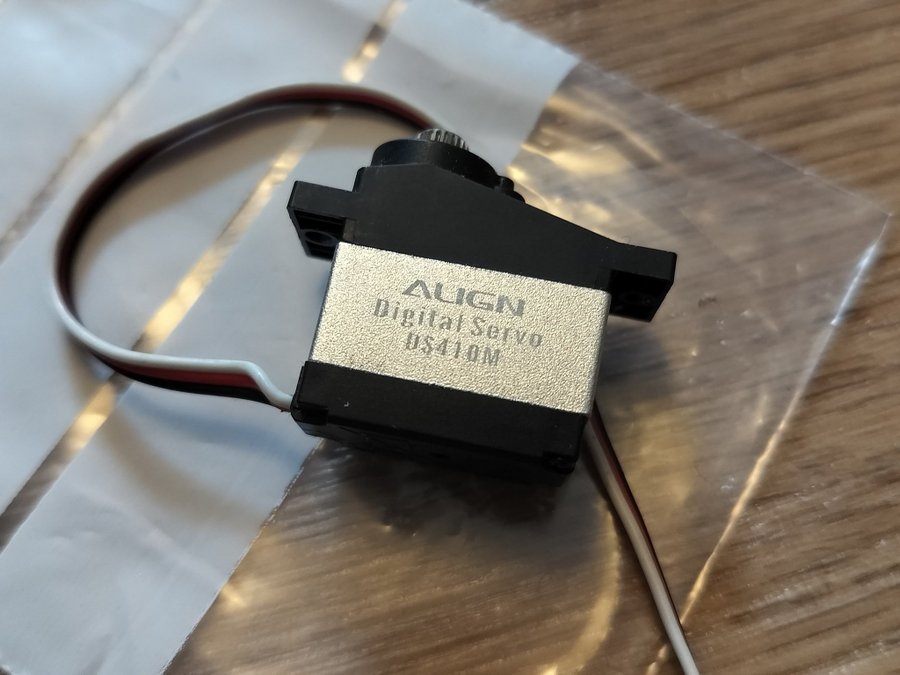 ALIGN
Digital Servo
DS410M